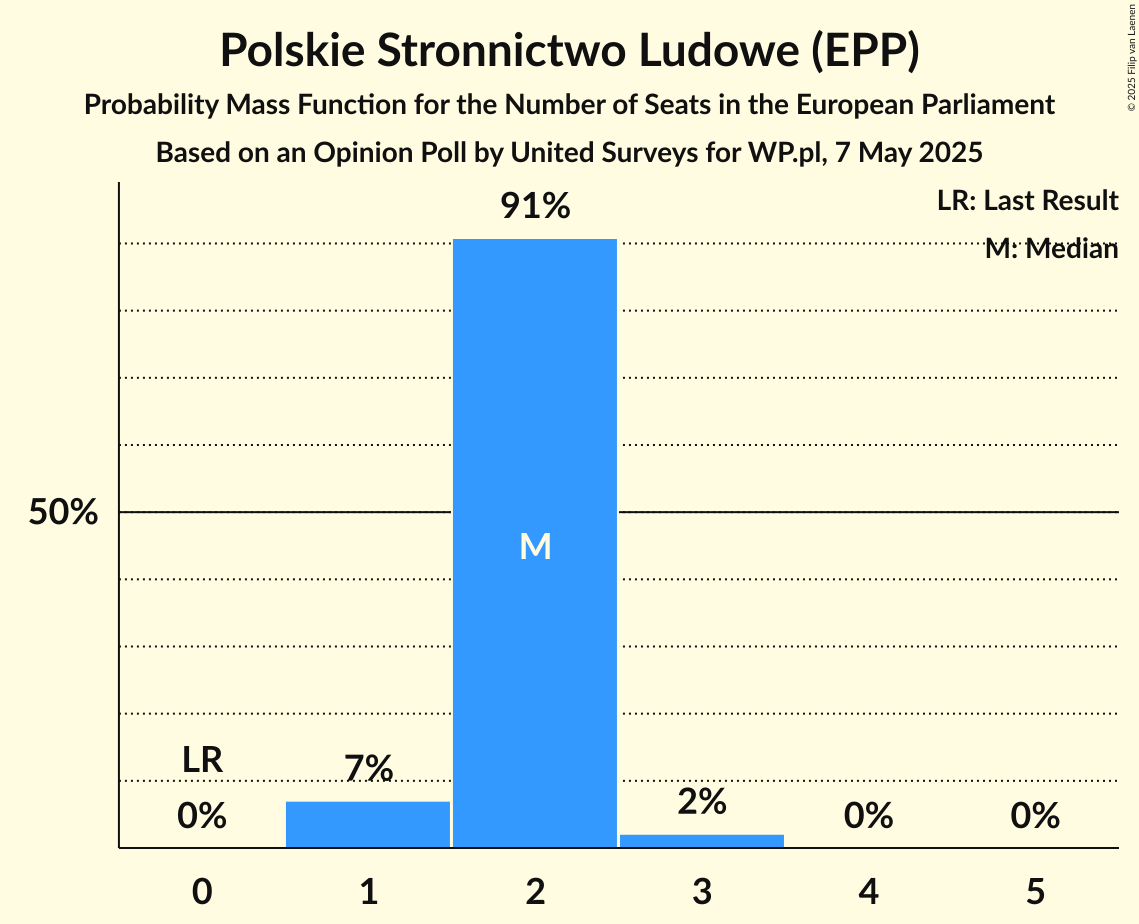 Polskie Stronnictwo Ludowe (EPP)
Probability Mass Function for the Number of Seats in the European Parliament
Based on an Opinion Poll by United Surveys for WP.pl, 7 May 2025
© 2025 Filip van Laenen
LR: Last Result
M: Median
91%
50%
M
LR
7%
2%
0%
0%
0%
0 1 2 3 4 5